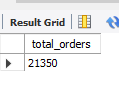 Result Grid
total_orders
21350